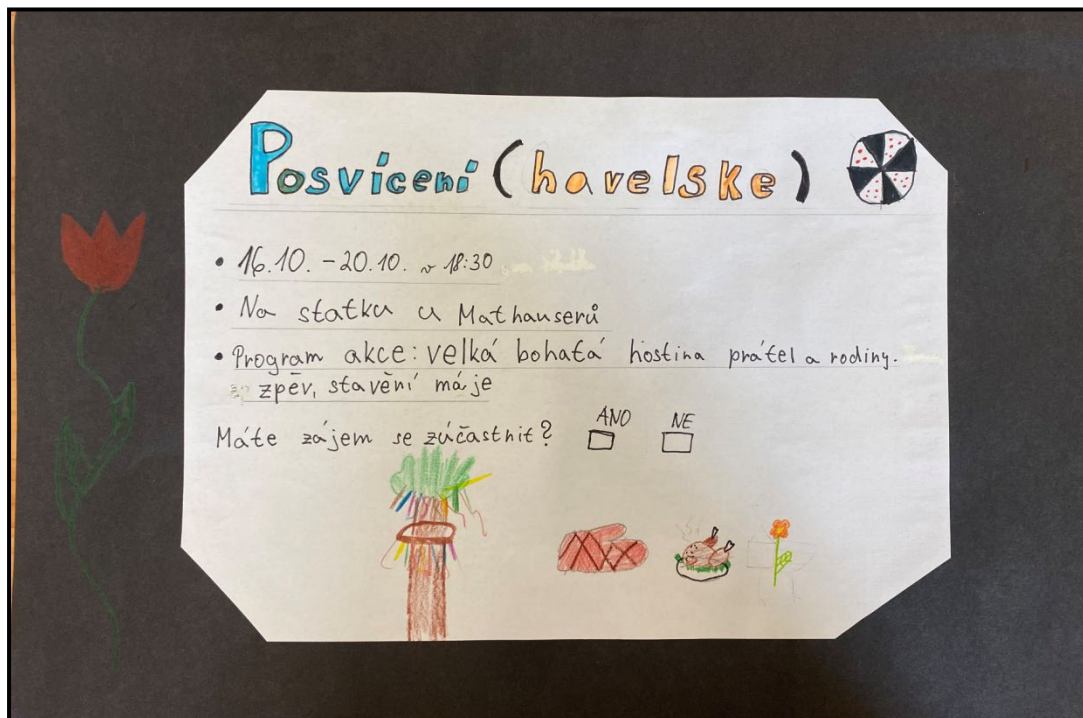 Posvícení (havelske)
• 16.10. - 20.10. v 18:30
• Na statku u Mathauserů
• Program akce: velká bohatá hostina přátel a rodiny.
zpěv, stavění máje
Máte zájem se zúčastnit? ANO NE